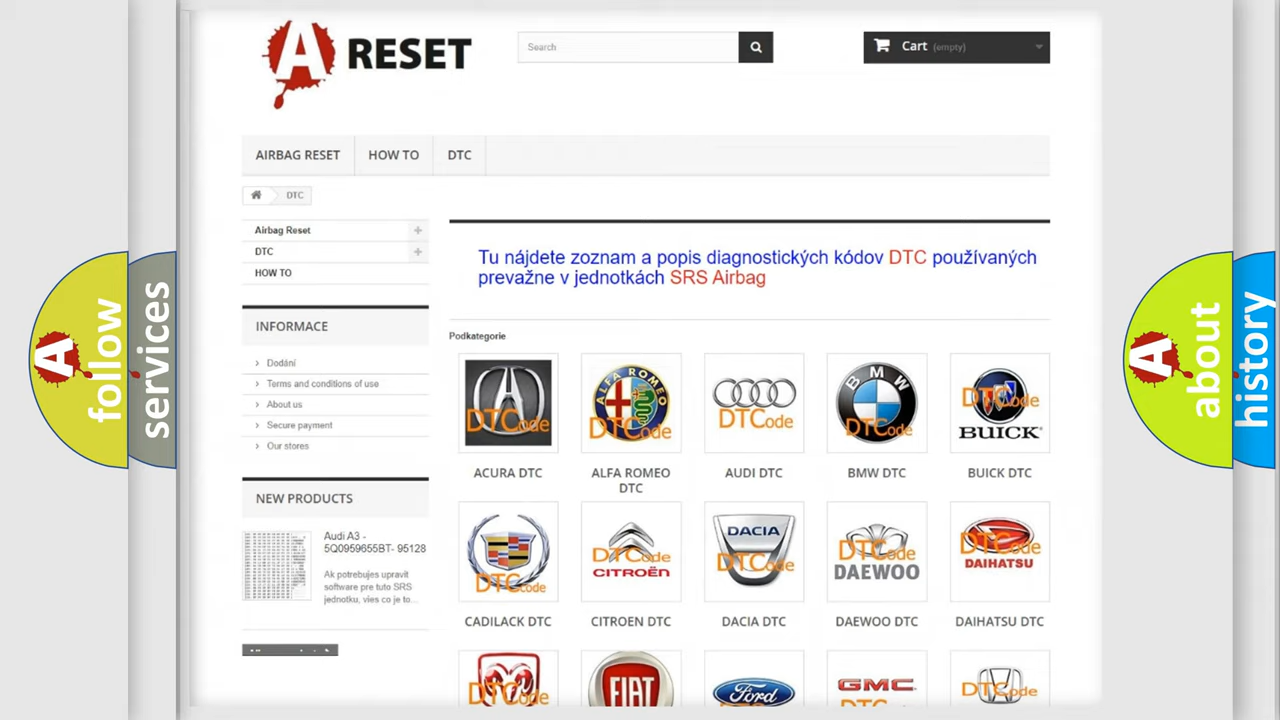 A RESET
Search
Cart (empty)
AIRBAG RESET
HOW TO
DTC
DTC
Airbag Reset
DTC
HOW TO
Tu nájdete zoznam a popis diagnostických kódov DTC používaných
prevažne v jednotkách SRS Airbag
INFORMACE
Dodání
Terms and conditions of use
About us
Secure payment
Our stores
NEW PRODUCTS
Audi A3 -
5Q0959655BT- 95128
Ak potrebujes upravit
software pre tuto SRS
jednotku, vies co je to...
Podkategorie
DTCode
ALFA ROMEO
DTCode
DTCode
BMW
DTCode
DTCode
BUICK
ACURA DTC
ALFA ROMEO
DTC
AUDI DTC
BMW DTC
BUICK DTC
DTCode
DTCode
CITROËN
DACIA
DTCode
DTCode
DAEWOO
DTCode
DAIHATSU
CADILACK DTC
CITROEN DTC
DACIA DTC
DAEWOO DTC
DAIHATSU DTC
DTCode
FIAT
Ford
GMC
DTCode
A follow
services
A about
history